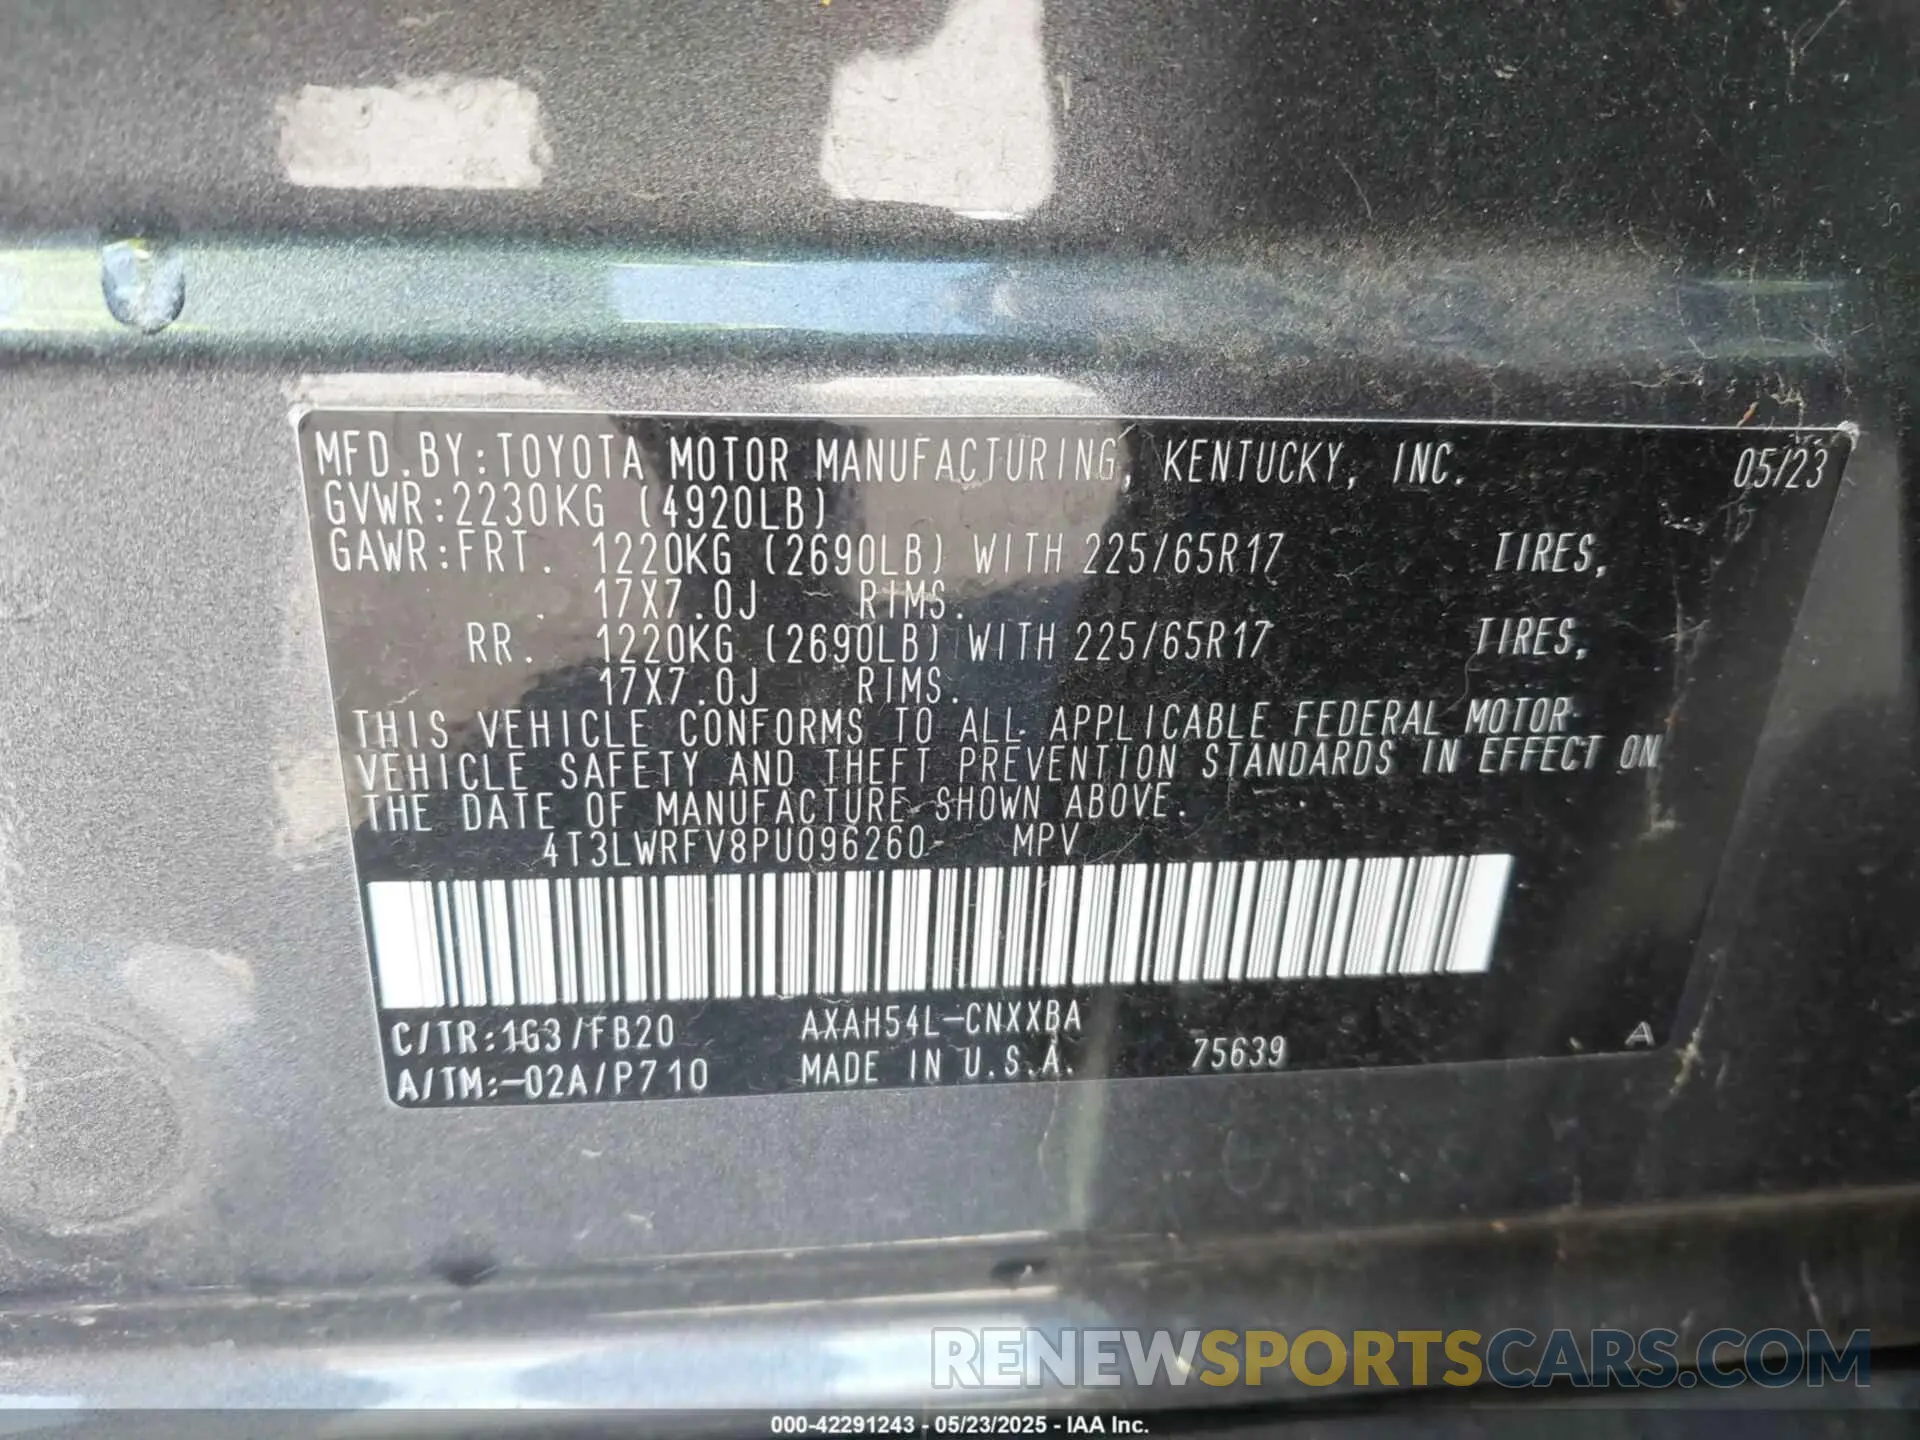 MFD.BY:TOYOTA MOTOR MANUFACTURING, KENTUCKY, INC. 05/23
GVWR:2230KG (4920LB)
GAWR:FRT. 1220KG (2690LB) WITH 225/65R17 TIRES,
. 17X7.0J RIMS.
RR. 1220KG (2690LB) WITH 225/65R17 TIRES,
17X7.0J RIMS.
THIS VEHICLE CONFORMS TO ALL APPLICABLE FEDERAL MOTOR
VEHICLE SAFETY AND THEFT PREVENTION STANDARDS IN EFFECT ON
THE DATE OF MANUFACTURE SHOWN ABOVE.
4T3LWRFV8PU096260 MPV
C/TR:1G3/FB20 AXAH54L-CNXXBA
A/TM:-02A/P710 MADE IN U.S.A. 75639 A
RENEWSPORTSCARS.COM
000-42291243 - 05/23/2025 - IAA Inc.